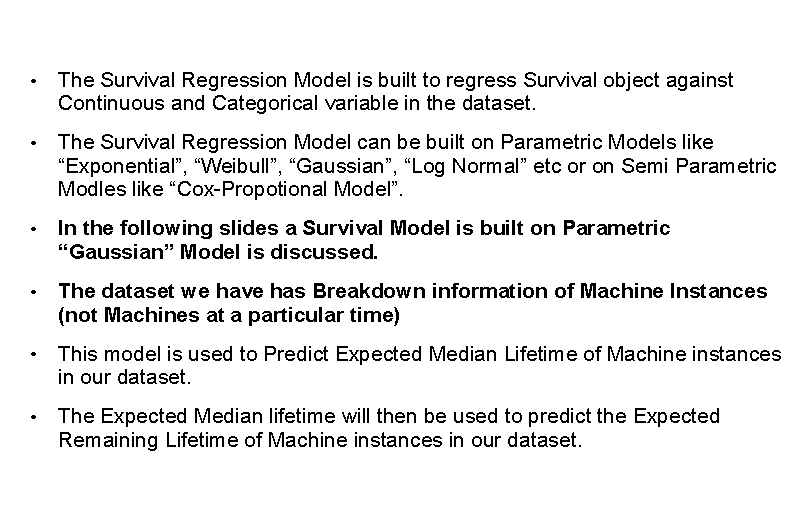 • The Survival Regression Model is built to regress Survival object against
Continuous and Categorical variable in the dataset.
• The Survival Regression Model can be built on Parametric Models like
“Exponential”, “Weibull”, “Gaussian”, “Log Normal” etc or on Semi Parametric
Modles like “Cox-Propotional Model”.
• In the following slides a Survival Model is built on Parametric
“Gaussian” Model is discussed.
• The dataset we have has Breakdown information of Machine Instances
(not Machines at a particular time)
• This model is used to Predict Expected Median Lifetime of Machine instances
in our dataset.
• The Expected Median lifetime will then be used to predict the Expected
Remaining Lifetime of Machine instances in our dataset.